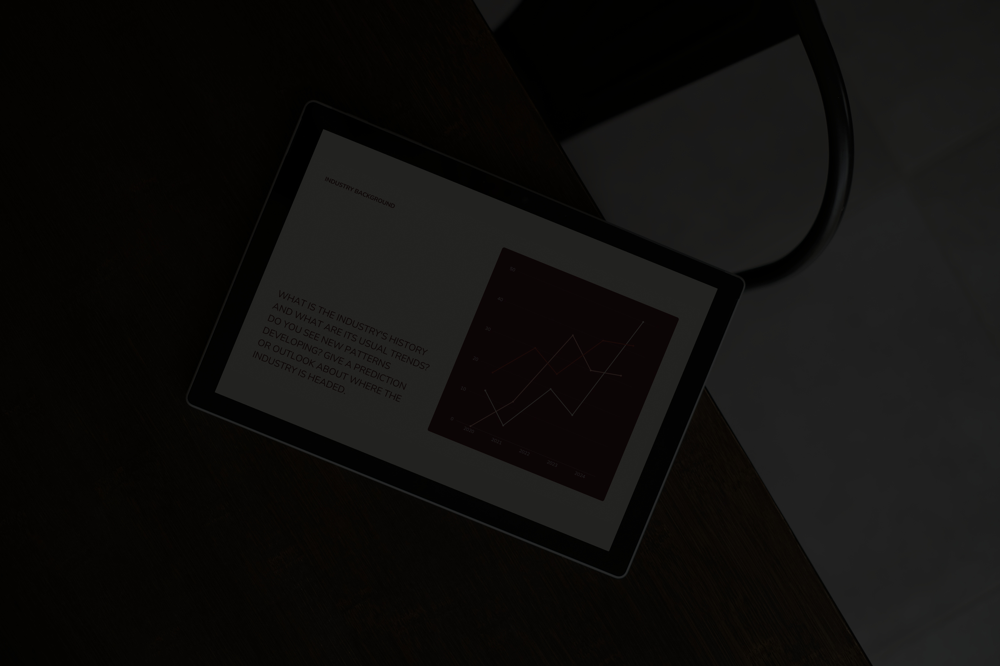 INDUSTRY BACKGROUND
WHAT IS THE INDUSTRY'S HISTORY
AND WHAT ARE ITS USUAL TRENDS?
DO YOU SEE NEW PATTERNS
DEVELOPING? GIVE A PREDICTION
OR OUTLOOK ABOUT WHERE THE
INDUSTRY IS HEADED.
50
40
30
20
10
0
2020
2021
2022
2023
2024